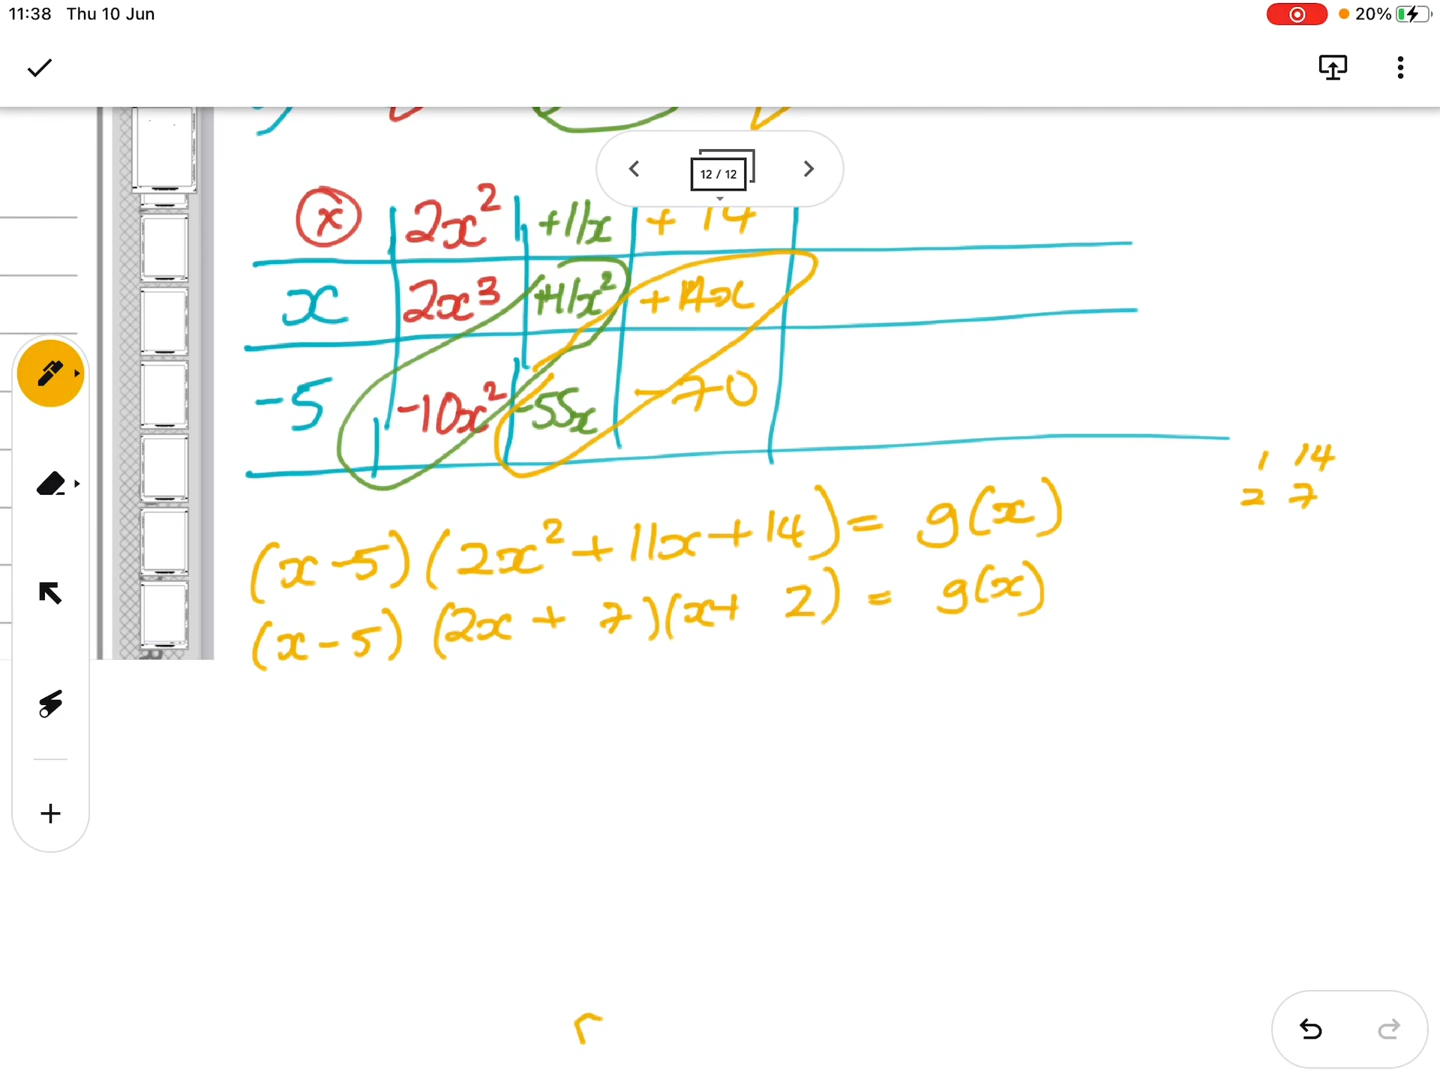 11:38 Thu 10 Jun
20%
12 / 12
x 2x² +11x + 14
x 2x³ +11x² + 14x
-5 -10x² -55x -70
1 14
2 7
(x-5)(2x²+11x+14) = g(x)
(x-5)(2x+7)(x+2) = g(x)